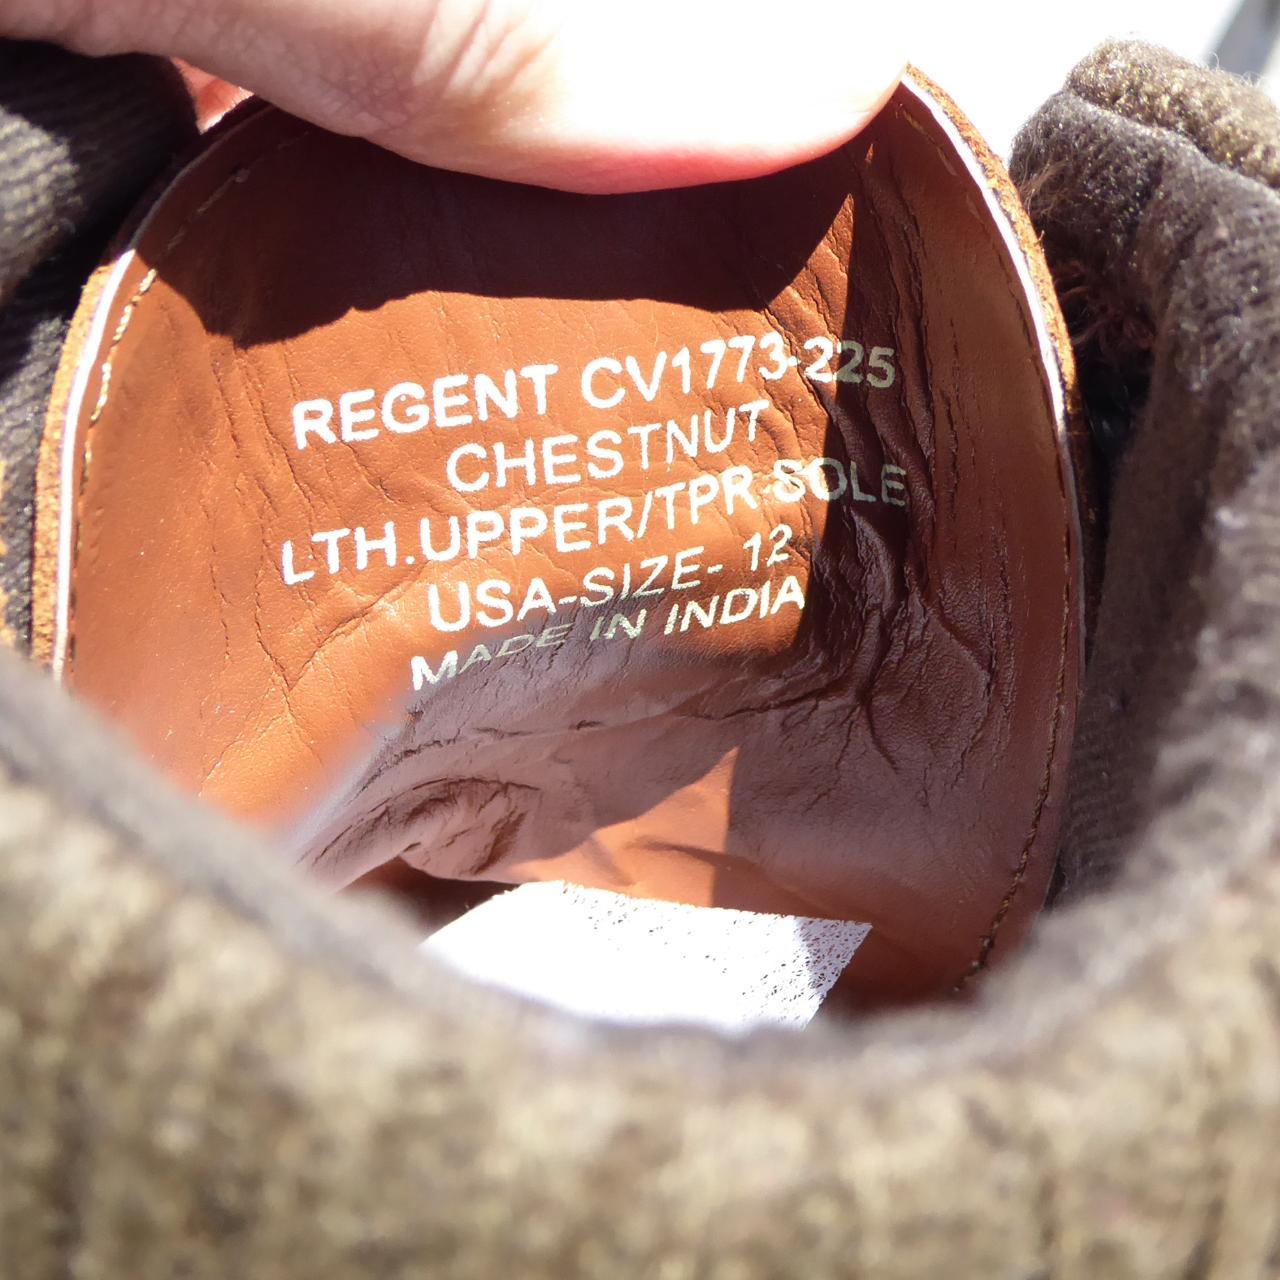 REGENT CV1773-225
CHESTNUT
LTH.UPPER/TPR-SOLE
USA-SIZE- 12
MADE IN INDIA